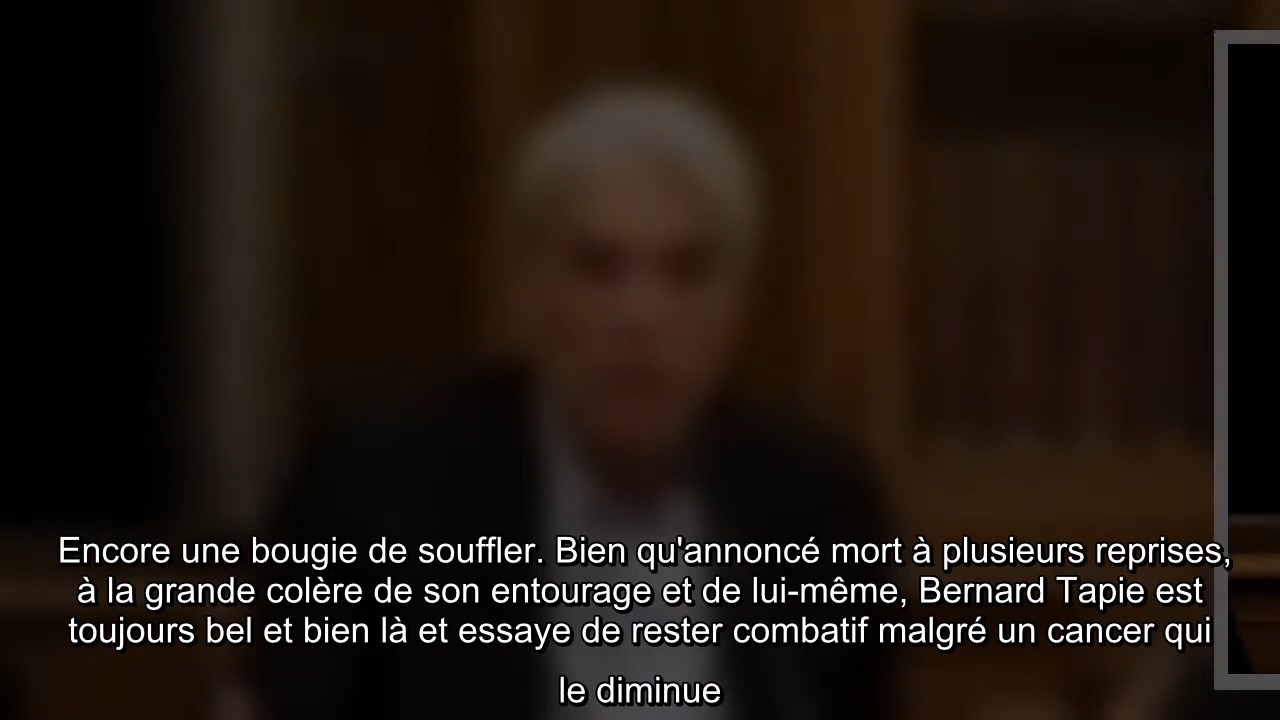 Encore une bougie de souffler. Bien qu'annoncé mort à plusieurs reprises,
à la grande colère de son entourage et de lui-même, Bernard Tapie est
toujours bel et bien là et essaye de rester combatif malgré un cancer qui
le diminue